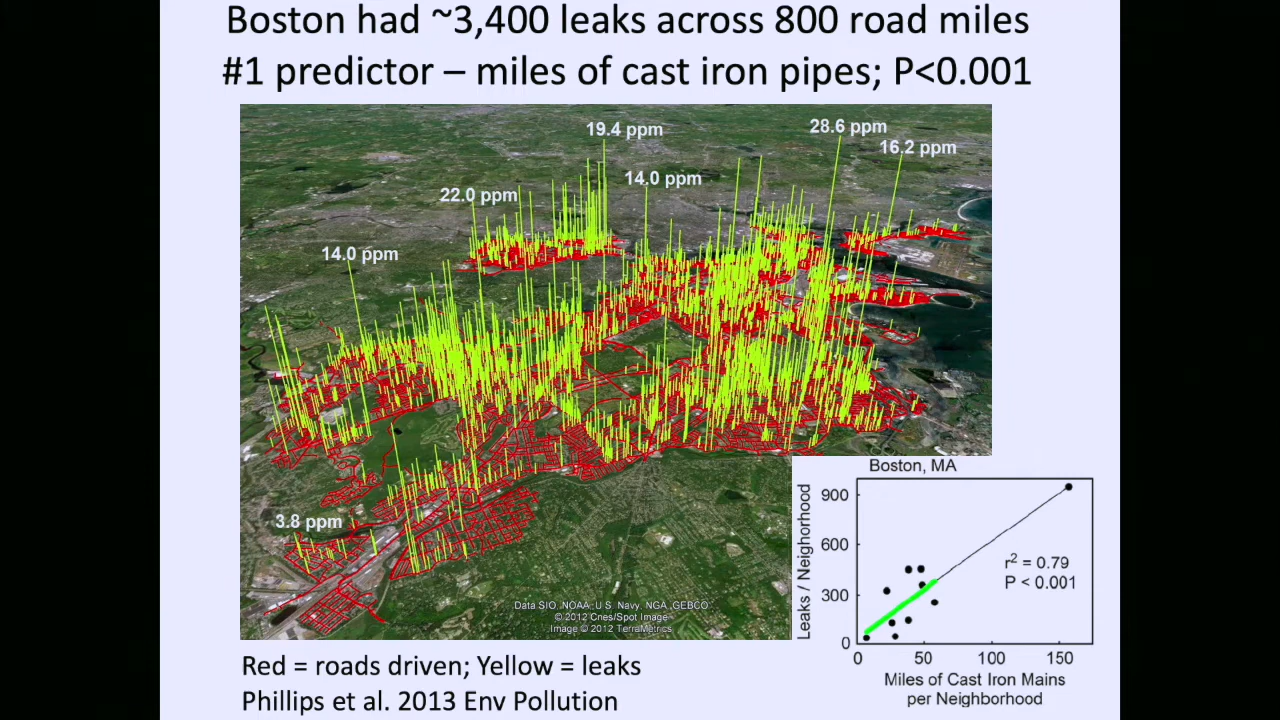 Boston had ~3,400 leaks across 800 road miles
#1 predictor – miles of cast iron pipes; P<0.001
19.4 ppm
28.6 ppm
16.2 ppm
14.0 ppm
22.0 ppm
14.0 ppm
3.8 ppm
Data SIO, NOAA, U.S. Navy, NGA, GEBCO
© 2012 Cnes/Spot Image
Image © 2012 TerraMetrics
Boston, MA
Leaks / Neighorhood
900
600
300
0
r² = 0.79
P < 0.001
0 50 100 150
Miles of Cast Iron Mains
per Neighborhood
Red = roads driven; Yellow = leaks
Phillips et al. 2013 Env Pollution